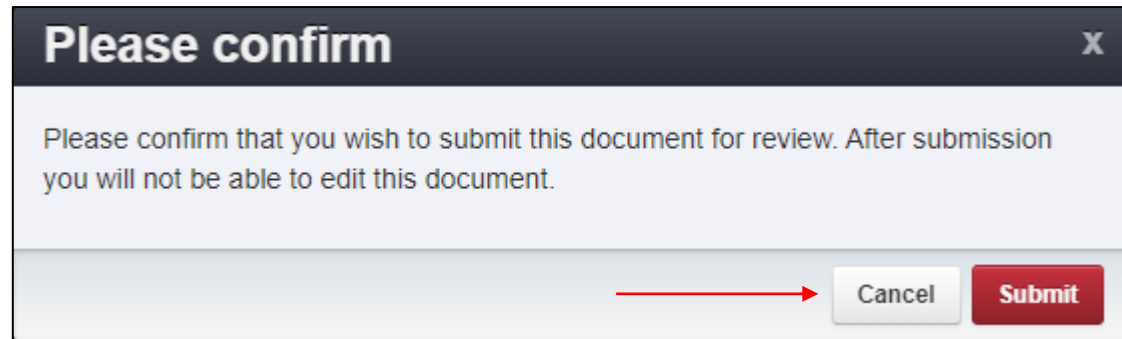 Please confirm
x
Please confirm that you wish to submit this document for review. After submission
you will not be able to edit this document.
Cancel
Submit